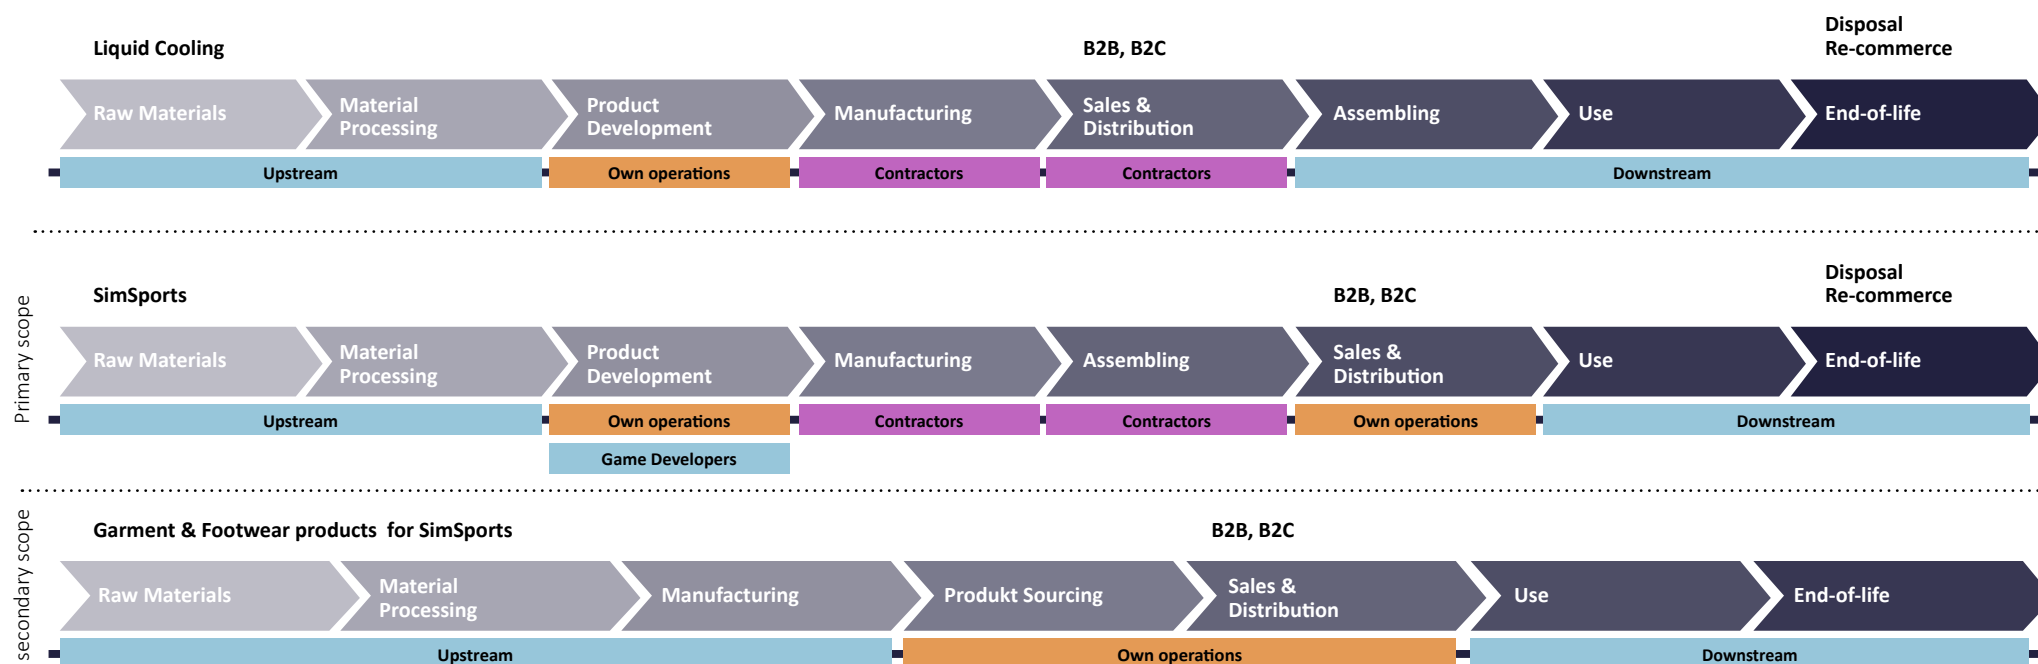 Liquid Cooling
B2B, B2C
Disposal
Re-commerce
Raw Materials
Material
Processing
Product
Development
Manufacturing
Sales &
Distribution
Assembling
Use
End-of-life
Upstream
Own operations
Contractors
Contractors
Downstream
Primary scope
SimSports
B2B, B2C
Disposal
Re-commerce
Raw Materials
Material
Processing
Product
Development
Manufacturing
Assembling
Sales &
Distribution
Use
End-of-life
Upstream
Own operations
Contractors
Contractors
Own operations
Downstream
Game Developers
secondary scope
Garment & Footwear products for SimSports
B2B, B2C
Raw Materials
Material
Processing
Manufacturing
Produkt Sourcing
Sales &
Distribution
Use
End-of-life
Upstream
Own operations
Downstream